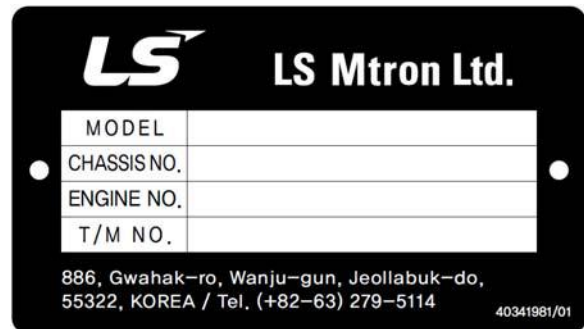 LS LS Mtron Ltd.
MODEL
CHASSIS NO.
ENGINE NO.
T/M NO.
886, Gwahak-ro, Wanju-gun, Jeollabuk-do,
55322, KOREA / Tel. (+82-63) 279-5114
40341981/01